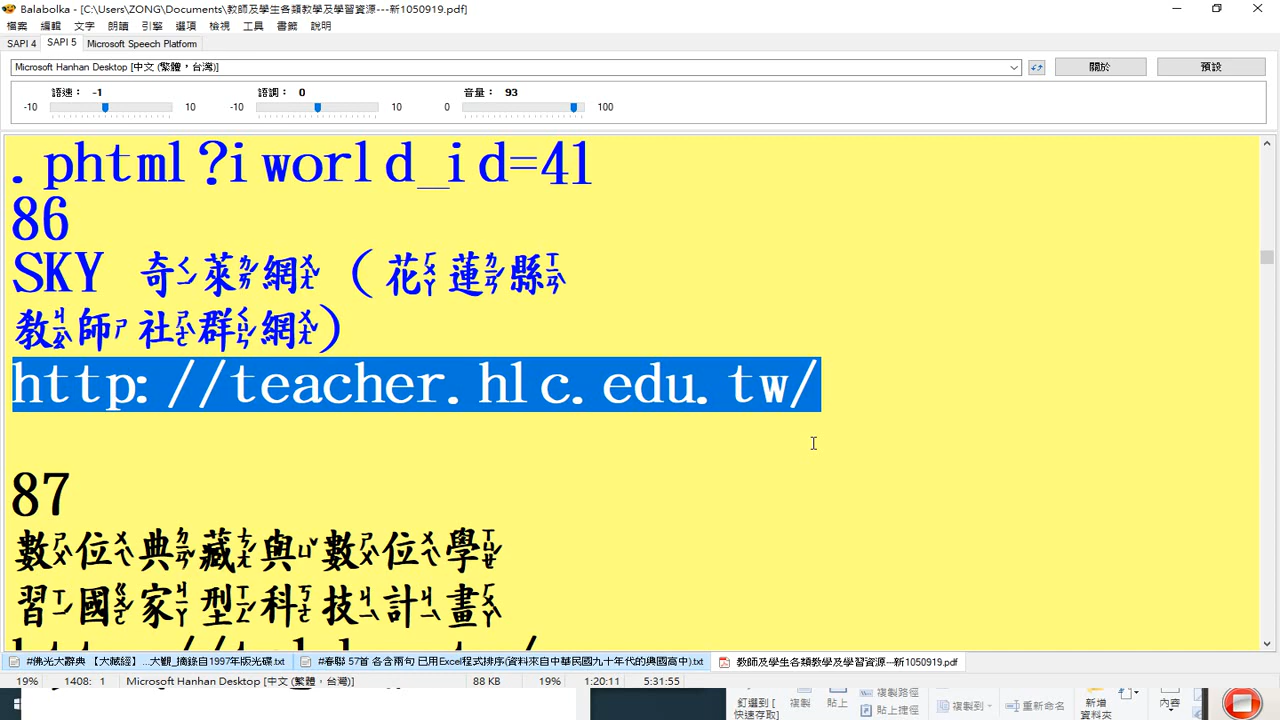 Balabolka - [C:\Users\ZONG\Documents\教師及學生各類教學及學習資源---新1050919.pdf]
檔案 編輯 文字 朗讀 引擎 選項 檢視 工具 書籤 說明
SAPI 4 SAPI 5 Microsoft Speech Platform
Microsoft Hanhan Desktop [中文 (繁體，台灣)] 關於 預設
語速： -1 語調： 0 音量： 93
-10 10 -10 10 0 100
.phtml?iworld_id=41
86
SKY 奇萊網（花蓮縣
教師社群網)
http://teacher.hlc.edu.tw/
87
數位典藏與數位學
習國家型科技計畫
#佛光大辭典 【大藏經】...大觀_摘錄自1997年版光碟.txt #春聯 57首 各含兩句 已用Excel程式排序(資料來自中華民國九十年代的興國高中).txt 教師及學生各類教學及學習資源---新1050919.pdf
19% 1408: 1 Microsoft Hanhan Desktop [中文 (繁體，台灣)] 88 KB 19% 1:20:11 5:31:55
釘選到 [快速存取] 複製 貼上 複製路徑 貼上捷徑 複製到 重新命名 新增資料夾 內容